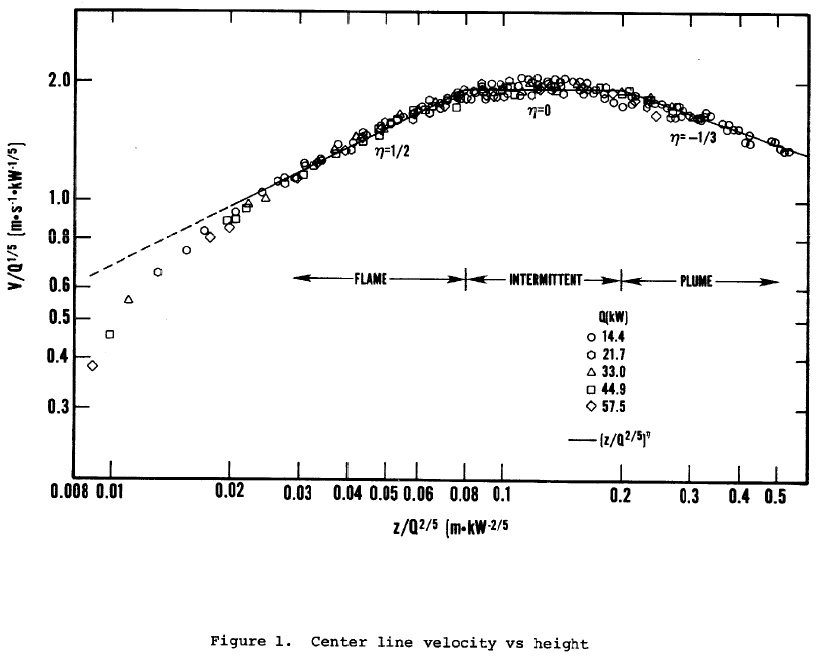 2.0
1.0
0.8
0.6
0.5
0.4
0.3
V/Q^1/5 [m•s^-1•kW^-1/5]
η=1/2
η=0
η=-1/3
FLAME
INTERMITTENT
PLUME
Q(kW)
14.4
21.7
33.0
44.9
57.5
(z/Q^2/5)^η
0.008 0.01 0.02 0.03 0.04 0.05 0.06 0.08 0.1 0.2 0.3 0.4 0.5
z/Q^2/5 [m•kW^-2/5
Figure 1. Center line velocity vs height